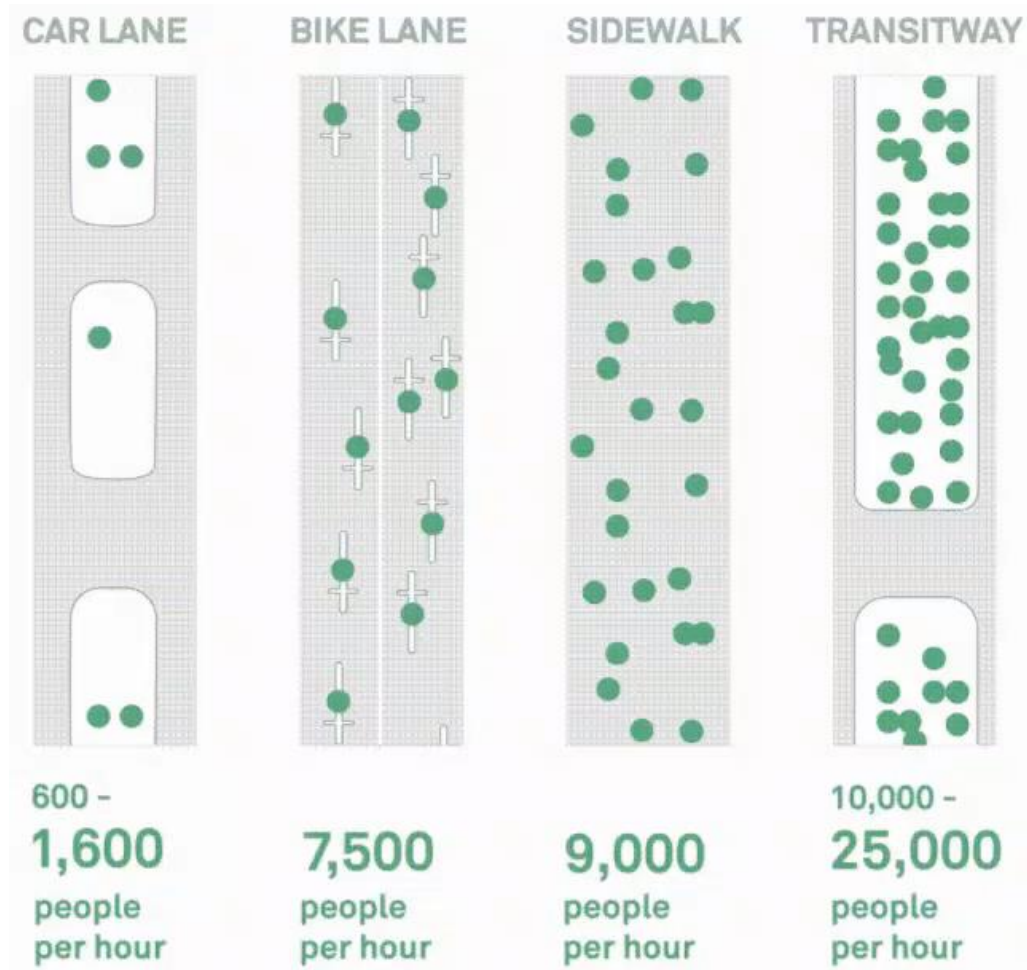 CAR LANE
BIKE LANE
SIDEWALK
TRANSITWAY
600 -
1,600
people
per hour
7,500
people
per hour
9,000
people
per hour
10,000 -
25,000
people
per hour